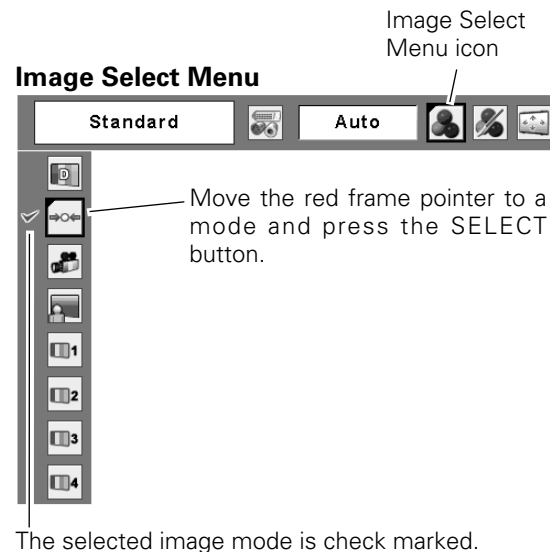 Image Select
Menu icon
Image Select Menu
Standard
Auto
D
Move the red frame pointer to a
mode and press the SELECT
button.
1
2
3
4
The selected image mode is check marked.